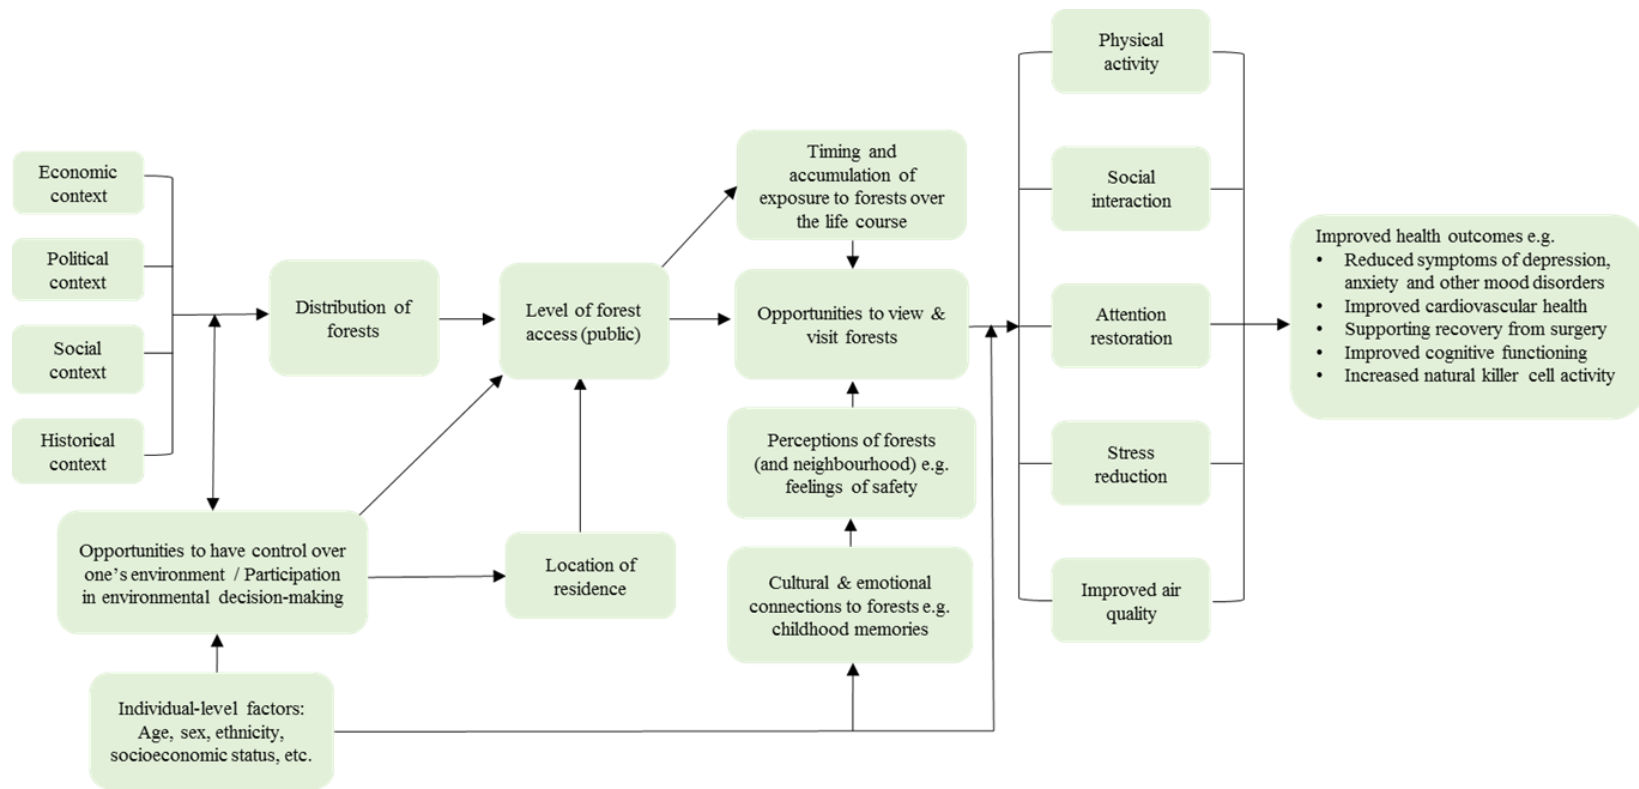 Economic
context
Political
context
Social
context
Historical
context
Opportunities to have control over
one’s environment / Participation
in environmental decision-making
Individual-level factors:
Age, sex, ethnicity,
socioeconomic status, etc.
Distribution of
forests
Level of forest
access (public)
Location of
residence
Timing and
accumulation of
exposure to forests over
the life course
Opportunities to view &
visit forests
Perceptions of forests
(and neighbourhood) e.g.
feelings of safety
Cultural & emotional
connections to forests e.g.
childhood memories
Physical
activity
Social
interaction
Attention
restoration
Stress
reduction
Improved air
quality
Improved health outcomes e.g.
• Reduced symptoms of depression,
anxiety and other mood disorders
• Improved cardiovascular health
• Supporting recovery from surgery
• Improved cognitive functioning
• Increased natural killer cell activity